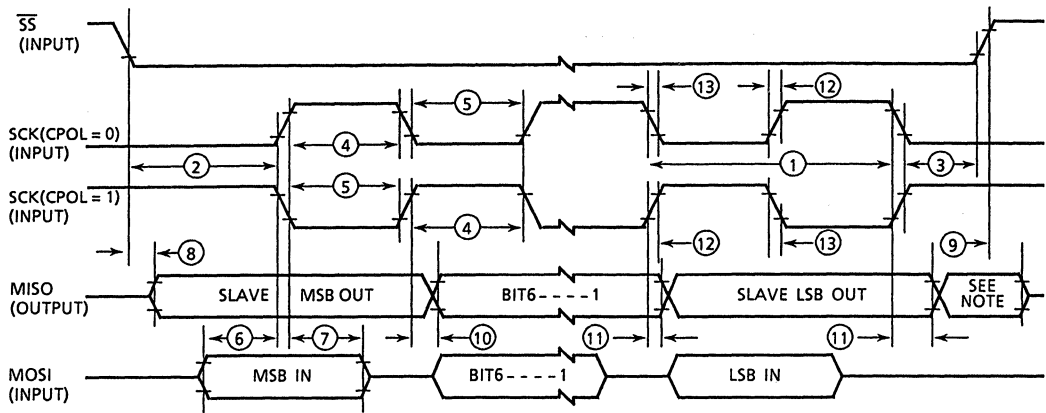 SS
(INPUT)
13
12
5
SCK(CPOL = 0)
(INPUT)
4
2
1
3
SCK(CPOL = 1)
(INPUT)
5
4
12
13
8
9
MISO
(OUTPUT)
SLAVE MSB OUT
BIT6----1
SLAVE LSB OUT
SEE
NOTE
6
7
10
11
11
MOSI
(INPUT)
MSB IN
BIT6----1
LSB IN